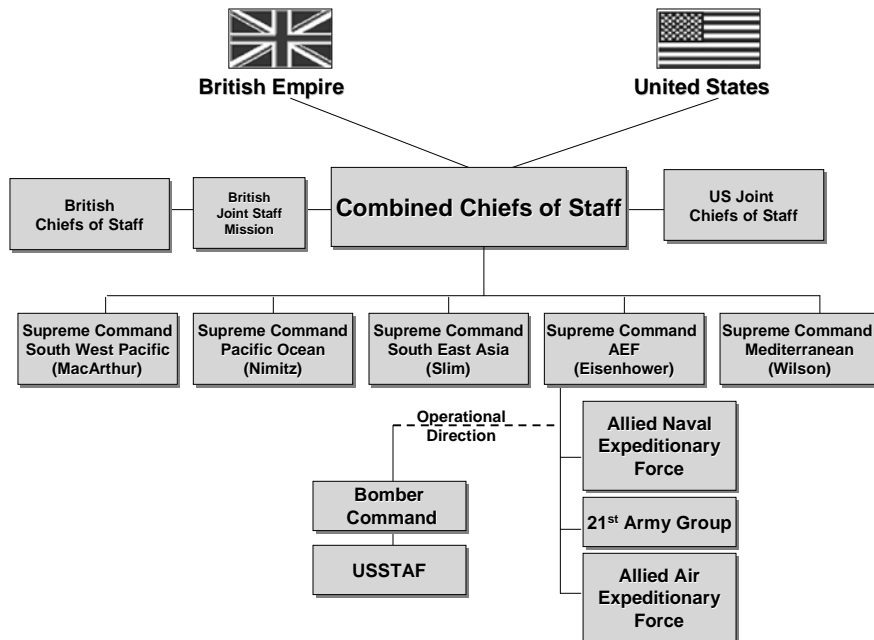 British Empire
United States
British
Chiefs of Staff
British
Joint Staff
Mission
Combined Chiefs of Staff
US Joint
Chiefs of Staff
Supreme Command
South West Pacific
(MacArthur)
Supreme Command
Pacific Ocean
(Nimitz)
Supreme Command
South East Asia
(Slim)
Supreme Command
AEF
(Eisenhower)
Supreme Command
Mediterranean
(Wilson)
Operational
Direction
Bomber
Command
USSTAF
Allied Naval
Expeditionary
Force
21st Army Group
Allied Air
Expeditionary
Force